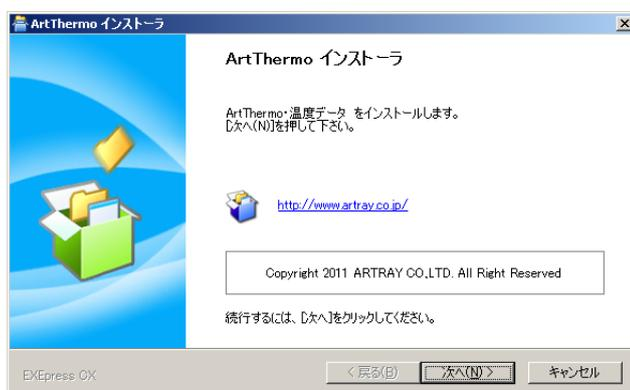 ArtThermo インストーラ
ArtThermo インストーラ
ArtThermo・温度データ をインストールします。
[次へ(N)]を押して下さい。
http://www.artray.co.jp/
Copyright 2011 ARTRAY CO,.LTD. All Right Reserved
続行するには、[次へ]をクリックしてください。
EXEpress CX
< 戻る(B)
次へ(N) >
キャンセル